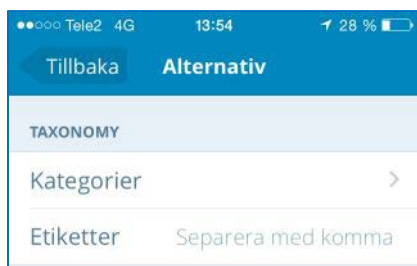 Tele2 4G 13:54 28 %
Tillbaka Alternativ
TAXONOMY
Kategorier
Etiketter Separera med komma